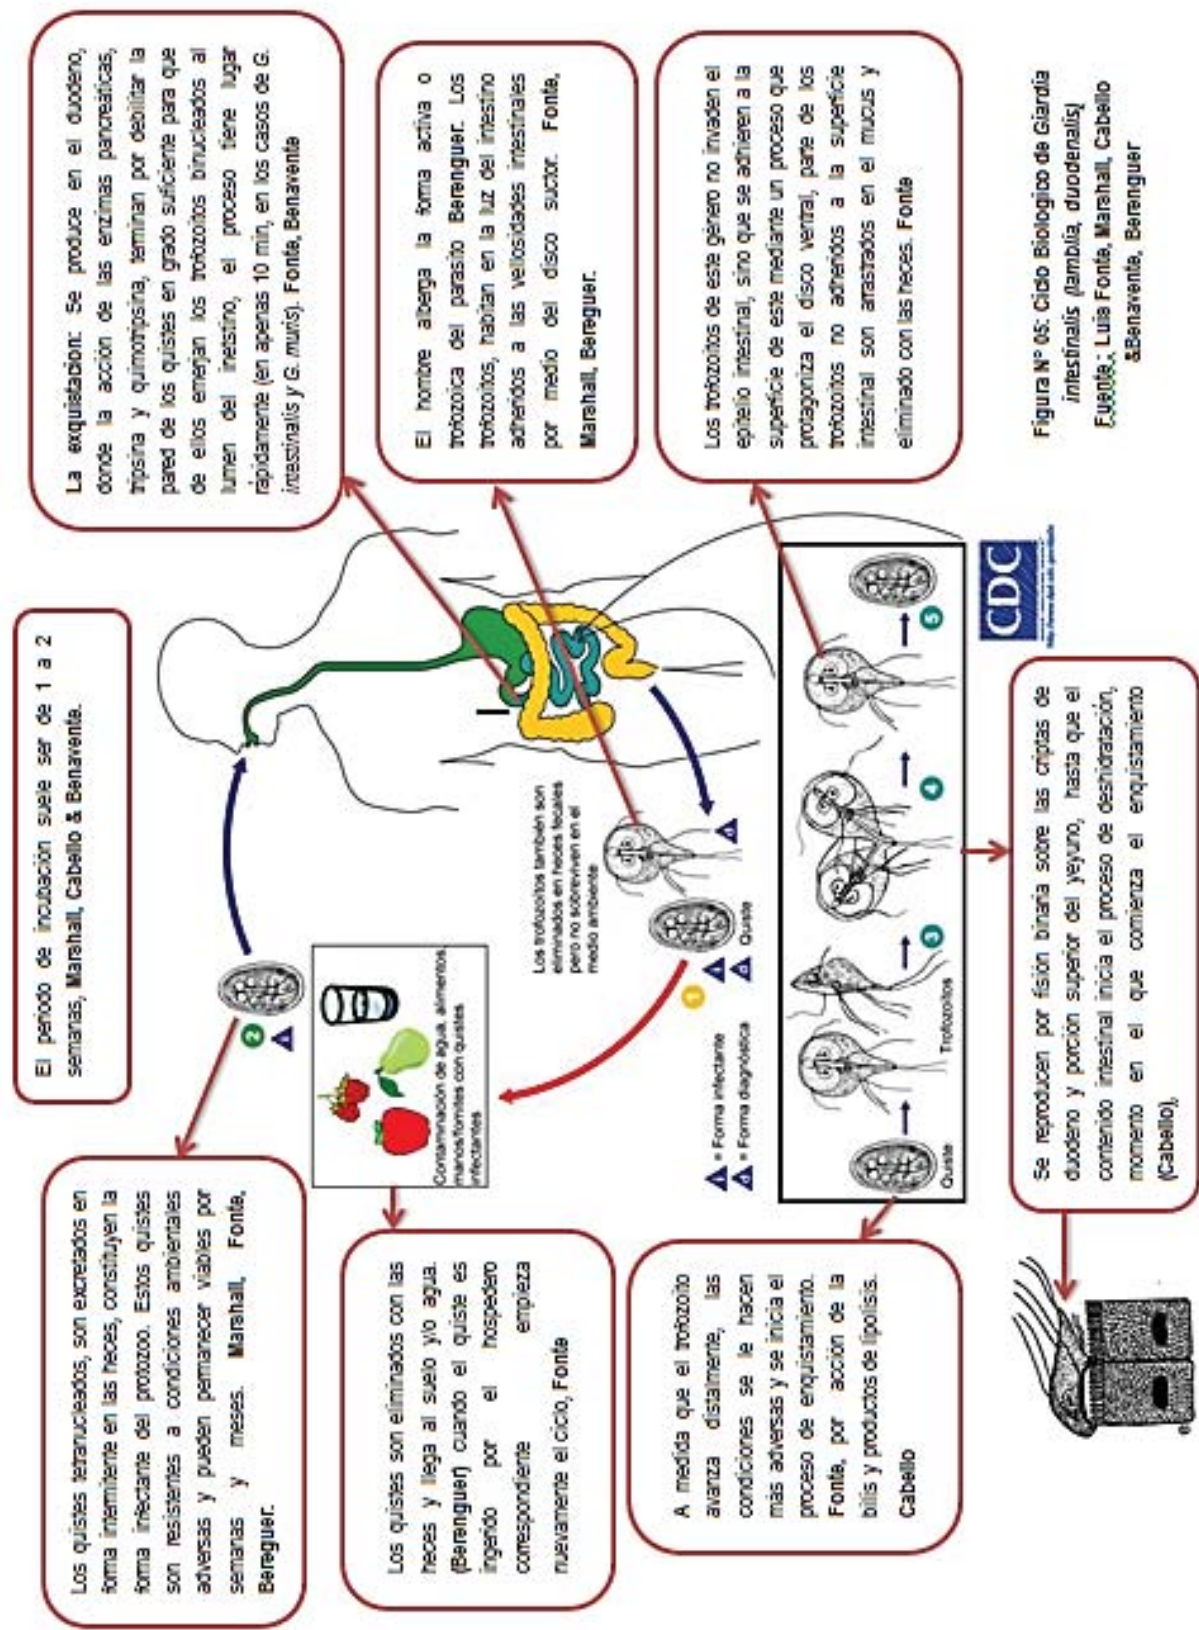 Los quistes tetranucleados, son excretados en
forma intermitente en las heces, constituyen la
forma infectante del protozoo. Estos quistes
son resistentes a condiciones ambientales
adversas y pueden permanecer viables por
semanas y meses. Marahall, Fonte,
Bereguer.
El periodo de incubación suele ser de 1 a 2
semanas, Marshall, Cabello & Benavente.
La exquistacion: Se produce en el duodeno,
donde la acción de las enzimas pancreáticas,
tripsina y quimotripsina, terminan por debilitar la
pared de los quistes en grado suficiente para que
de ellos emerjan los trofozoitos binucleados al
lumen del inetstino, el proceso tiene lugar
rápidamente (en apenas 10 min, en los casos de G.
intestinalis y G. muris). Fonte, Benavente
2
i
Contaminación de agua, alimentos,
manos/fomites con quistes
infectantes
Los quistes son eliminados con las
heces y llega al suelo y/o agua.
(Berenguer) cuando el quiste es
ingerido por el hospedero
correspondiente empieza
nuevamente el ciclo, Fonte
Los trofozoitos también son
eliminados en heces fecales
pero no sobreviven en el
medio ambiente
El hombre alberga la forma activa o
trofozoica del parasito Berenguer. Los
trofozoitos, habitan en la luz del intestino
adheridos a las vellosidades intestinales
por medio del disco suctor. Fonte,
Marahall, Bereguer.
1
i
d Quiste
d
i = Forma infectante
d = Forma diagnóstica
A medida que el trofozoito
avanza distalmente, las
condiciones se le hacen
más adversas y se inicia el
proceso de enquistamiento.
Fonte, por acción de la
bilis y productos de lipolisis.
Cabello
Quiste
Trofozoitos
3
4
5
Los trofozoitos de este género no invaden el
epitelio intestinal, sino que se adhieren a la
superficie de este mediante un proceso que
protagoniza el disco ventral, parte de los
trofozoitos no adheridos a la superficie
intestinal son arrastrados en el mucus y
eliminado con las heces. Fonte
CDC
Se reproducen por fisión binaria sobre las criptas de
duodeno y porción superior del yeyuno, hasta que el
contenido intestinal inicia el proceso de deshidratación,
momento en el que comienza el enquistamiento
(Cabello),
Figura N° 05: Ciclo Biologico de Giardia
intestinalis (lamblia, duodenalis)
Fuente.: Luis Fonte, Marahall, Cabello
&Benavente, Berenguer